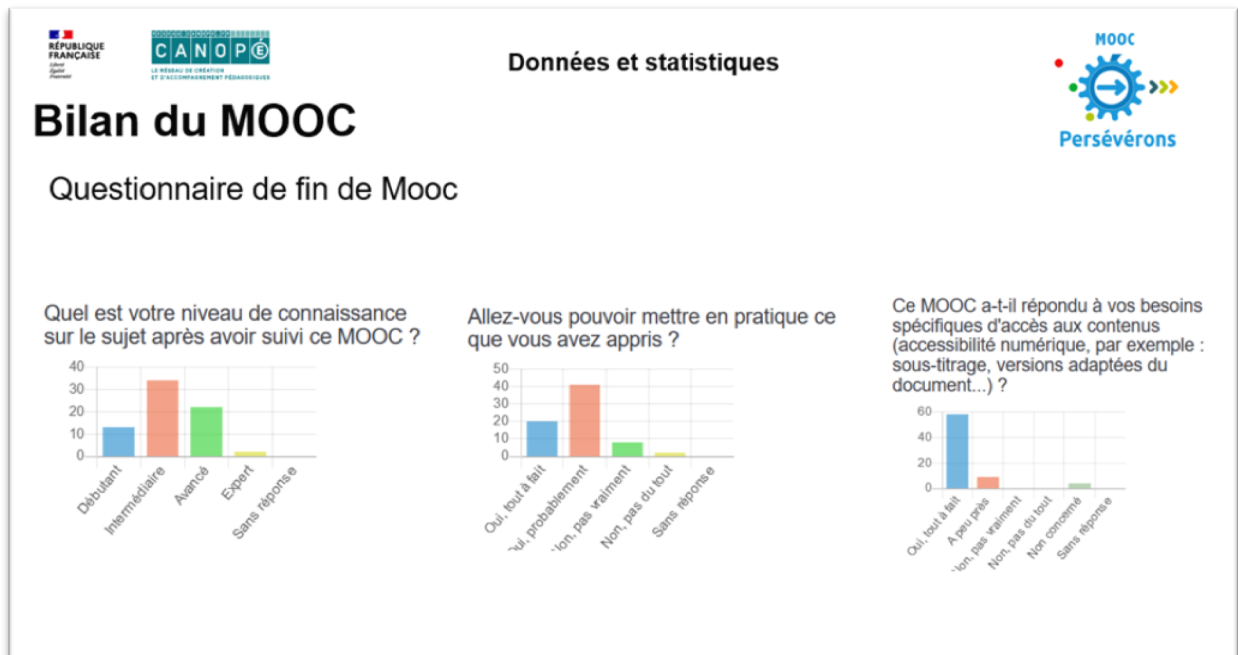 RÉPUBLIQUE
FRANÇAISE
Liberté
Égalité
Fraternité
CANOPÉ
LE RÉSEAU DE CRÉATION
ET D'ACCOMPAGNEMENT PÉDAGOGIQUES
Données et statistiques
MOOC
Persévérons
Bilan du MOOC
Questionnaire de fin de Mooc
Quel est votre niveau de connaissance
sur le sujet après avoir suivi ce MOOC ?
40
30
20
10
0
Débutant
Intermédiaire
Avancé
Expert
Sans réponse
Allez-vous pouvoir mettre en pratique ce
que vous avez appris ?
50
40
30
20
10
0
Oui, tout à fait
ui, probablement
on, pas vraiment
Non, pas du tout
Sans réponse
Ce MOOC a-t-il répondu à vos besoins
spécifiques d'accès aux contenus
(accessibilité numérique, par exemple :
sous-titrage, versions adaptées du
document...) ?
60
40
20
0
Oui, tout à fait
A peu près
on, pas vraiment
Non, pas du tout
Non concerné
Sans réponse